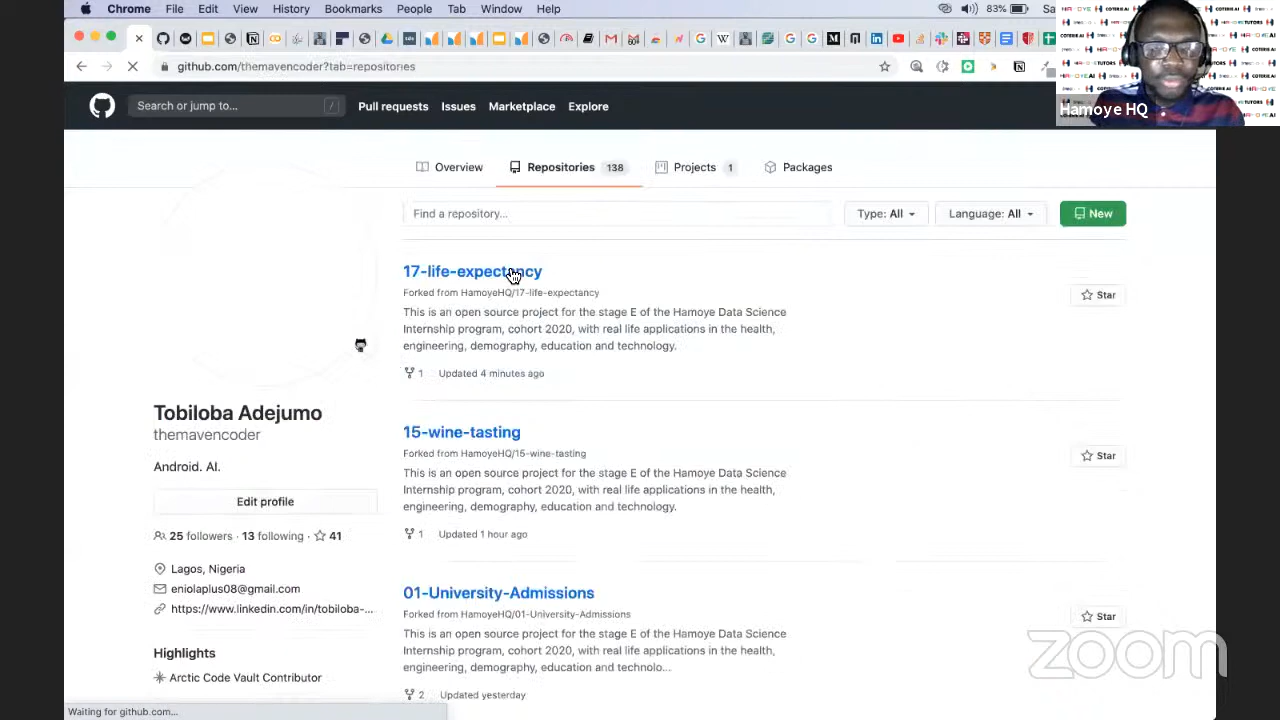 Chrome File Edit View History Bookmarks People Tab Window Help
github.com/themavencoder?tab=repositories
Search or jump to... /
Pull requests Issues Marketplace Explore
Hamoye HQ
Overview Repositories 138 Projects 1 Packages
Find a repository... Type: All Language: All New
17-life-expectancy
Forked from HamoyeHQ/17-life-expectancy
Star
This is an open source project for the stage E of the Hamoye Data Science
Internship program, cohort 2020, with real life applications in the health,
engineering, demography, education and technology.
1 Updated 4 minutes ago
Tobiloba Adejumo
themavencoder
Android. AI.
Edit profile
25 followers · 13 following · 41
Lagos, Nigeria
eniolaplus08@gmail.com
https://www.linkedin.com/in/tobiloba-...
Highlights
Arctic Code Vault Contributor
15-wine-tasting
Forked from HamoyeHQ/15-wine-tasting
Star
This is an open source project for the stage E of the Hamoye Data Science
Internship program, cohort 2020, with real life applications in the health,
engineering, demography, education and technology.
1 Updated 1 hour ago
01-University-Admissions
Forked from HamoyeHQ/01-University-Admissions
Star
This is an open source project for the stage E of the Hamoye Data Science
Internship program, cohort 2020, with real life applications in the health,
engineering, demography, education and technolo...
2 Updated yesterday
zoom
Waiting for github.com...